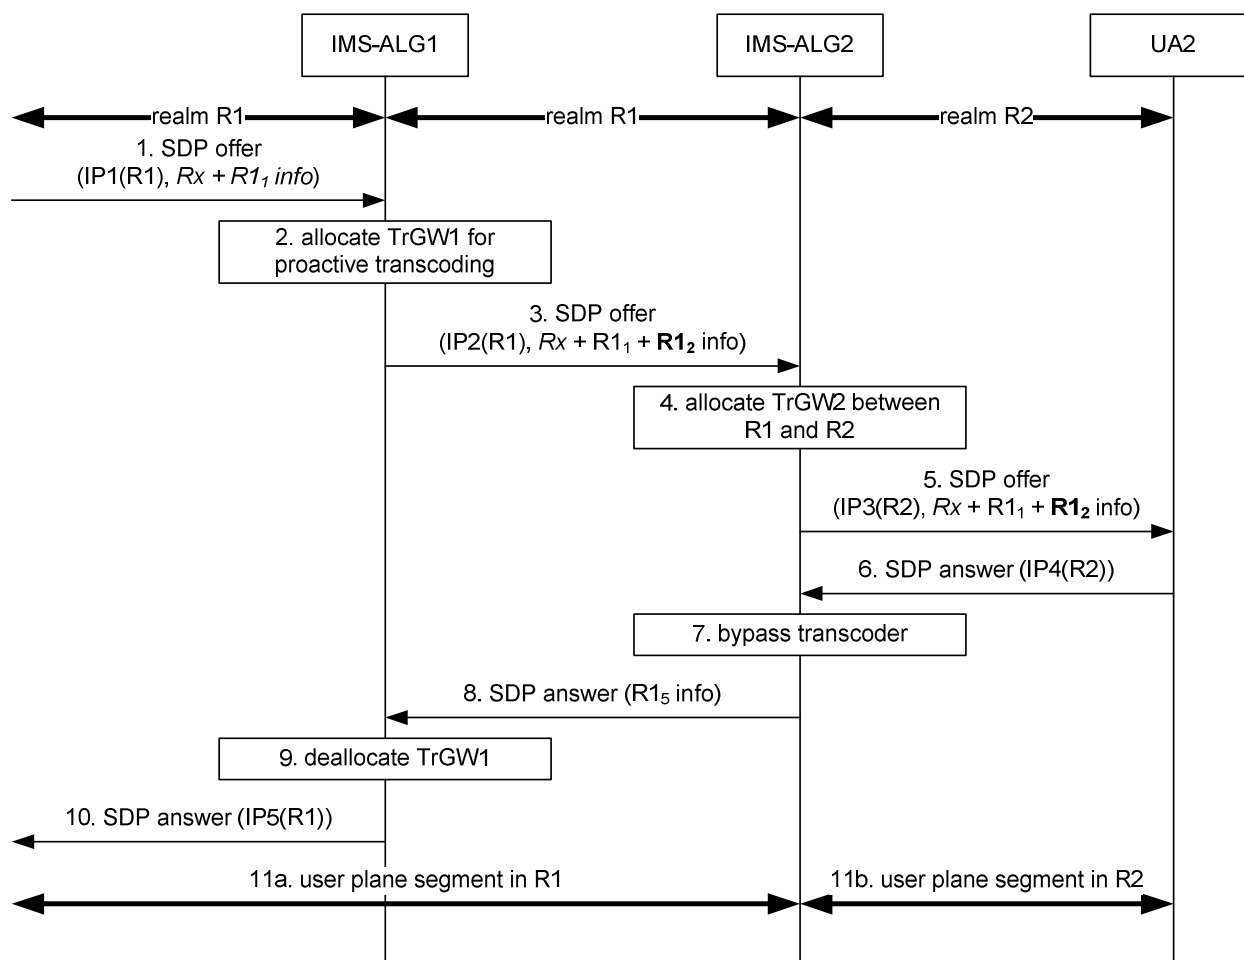 IMS-ALG1
IMS-ALG2
UA2
realm R1
realm R1
realm R2
1. SDP offer
(IP1(R1), Rx + R1₁ info)
2. allocate TrGW1 for
proactive transcoding
3. SDP offer
(IP2(R1), Rx + R1₁ + R1₂ info)
4. allocate TrGW2 between
R1 and R2
5. SDP offer
(IP3(R2), Rx + R1₁ + R1₂ info)
6. SDP answer (IP4(R2))
7. bypass transcoder
8. SDP answer (R1₅ info)
9. deallocate TrGW1
10. SDP answer (IP5(R1))
11a. user plane segment in R1
11b. user plane segment in R2